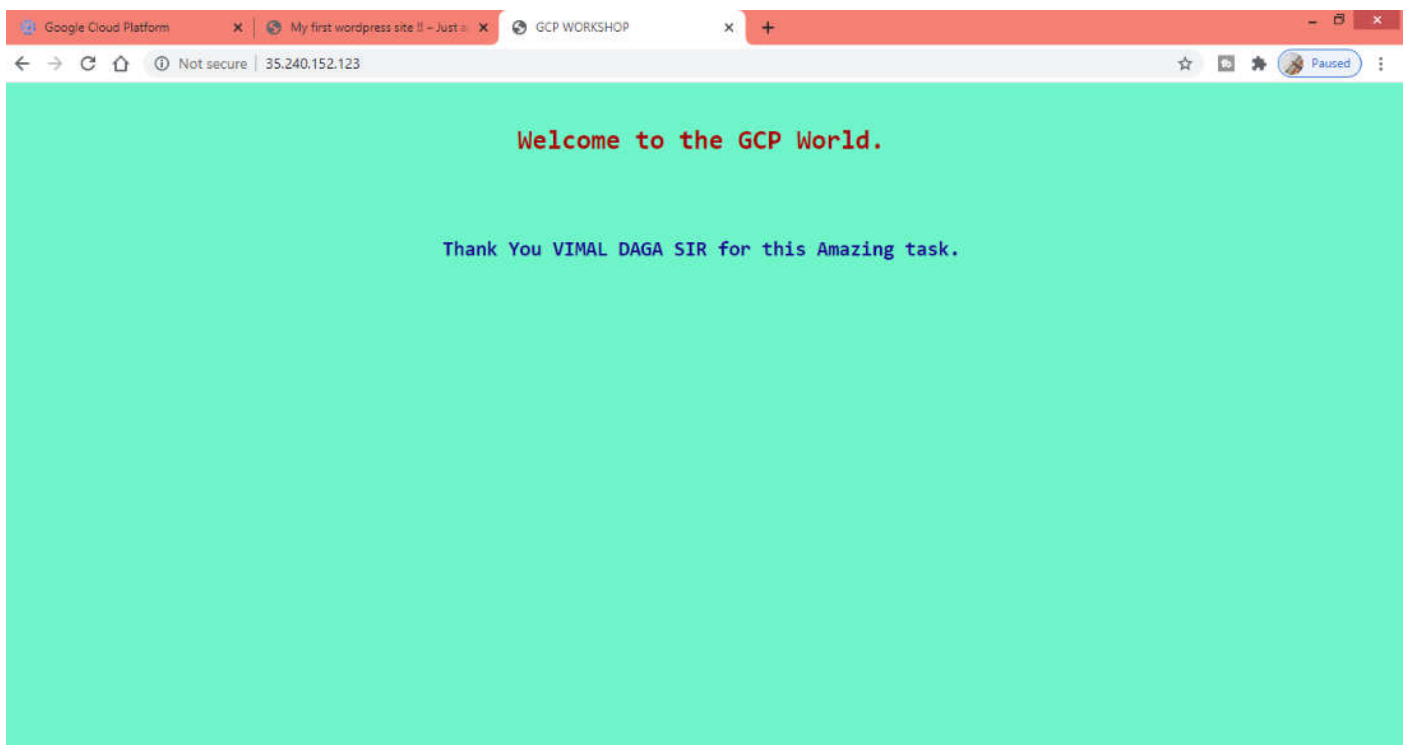 Google Cloud Platform
My first wordpress site !! – Just a
GCP WORKSHOP
Not secure | 35.240.152.123
Paused
Welcome to the GCP World.
Thank You VIMAL DAGA SIR for this Amazing task.